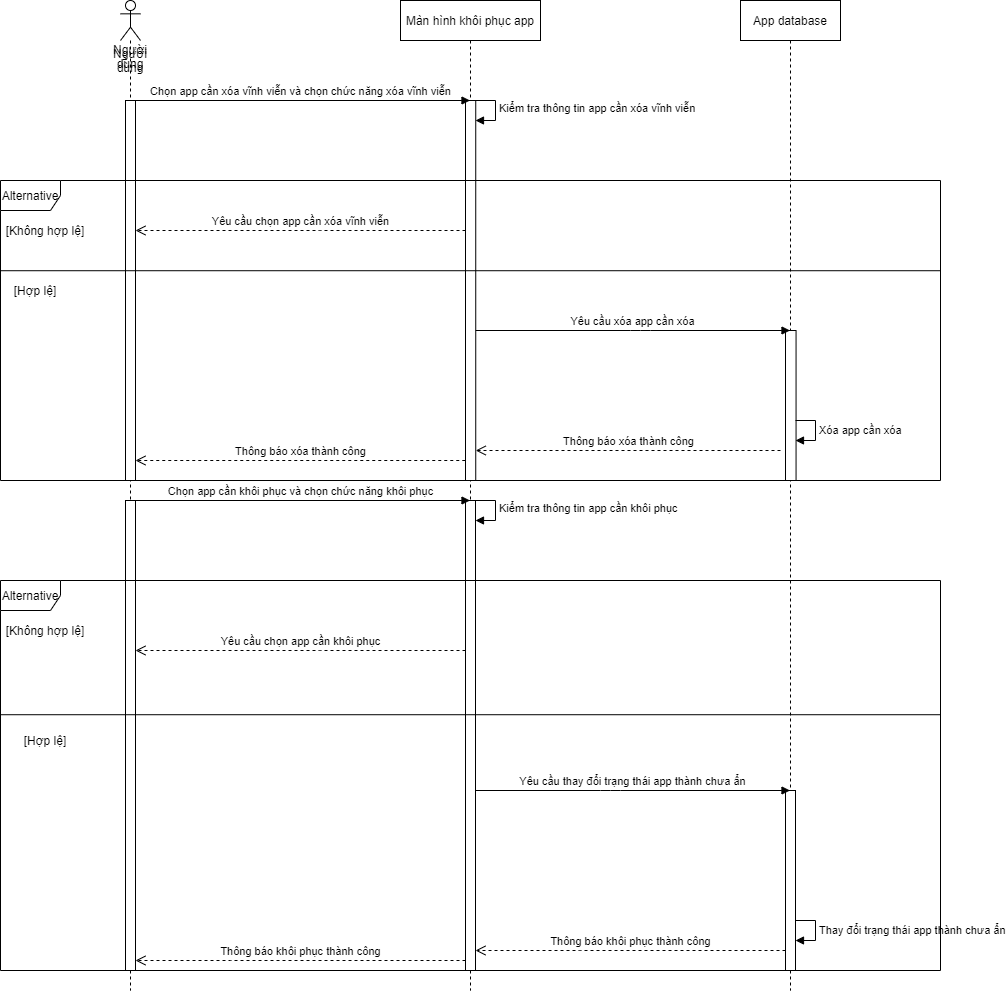 Người
dùng
Người
dùng
Màn hình khôi phục app
App database
Chọn app cần xóa vĩnh viễn và chọn chức năng xóa vĩnh viễn
Kiểm tra thông tin app cần xóa vĩnh viễn
Alternative
Yêu cầu chọn app cần xóa vĩnh viễn
[Không hợp lệ]
[Hợp lệ]
Yêu cầu xóa app cần xóa
Xóa app cần xóa
Thông báo xóa thành công
Thông báo xóa thành công
Chọn app cần khôi phục và chọn chức năng khôi phục
Kiểm tra thông tin app cần khôi phục
Alternative
[Không hợp lệ]
Yêu cầu chọn app cần khôi phục
[Hợp lệ]
Yêu cầu thay đổi trạng thái app thành chưa ẩn
Thay đổi trạng thái app thành chưa ẩn
Thông báo khôi phục thành công
Thông báo khôi phục thành công